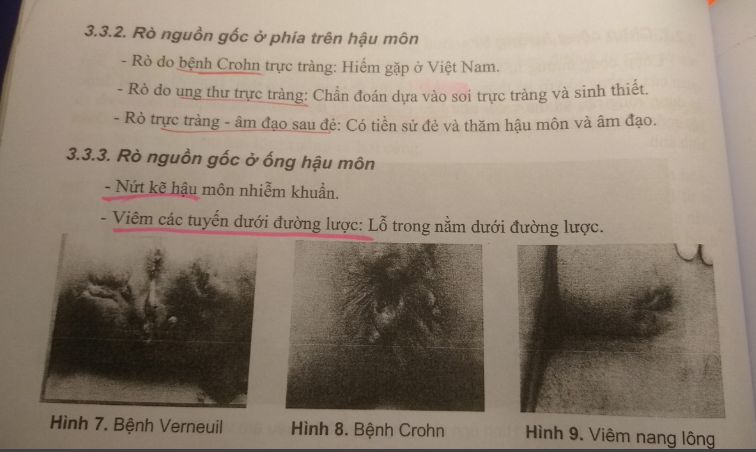 3.3.2. Rò nguồn gốc ở phía trên hậu môn
- Rò do bệnh Crohn trực tràng: Hiếm gặp ở Việt Nam.
- Rò do ung thư trực tràng: Chẩn đoán dựa vào soi trực tràng và sinh thiết.
- Rò trực tràng - âm đạo sau đẻ: Có tiền sử đẻ và thăm hậu môn và âm đạo.
3.3.3. Rò nguồn gốc ở ống hậu môn
- Nứt kẽ hậu môn nhiễm khuẩn.
- Viêm các tuyến dưới đường lược: Lỗ trong nằm dưới đường lược.
Hình 7. Bệnh Verneuil
Hình 8. Bệnh Crohn
Hình 9. Viêm nang lông